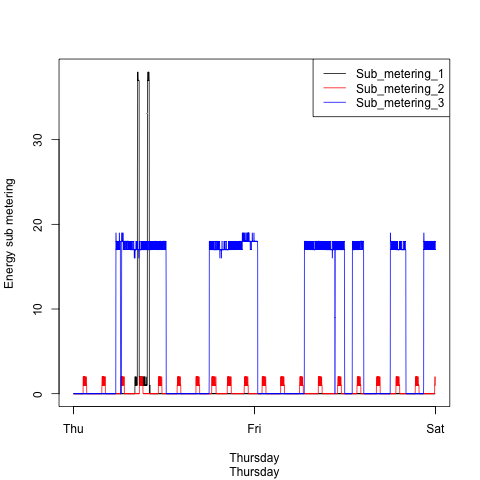 Sub_metering_1
Sub_metering_2
Sub_metering_3
Energy sub metering
30
20
10
0
Thu Fri Sat
Thursday
Thursday